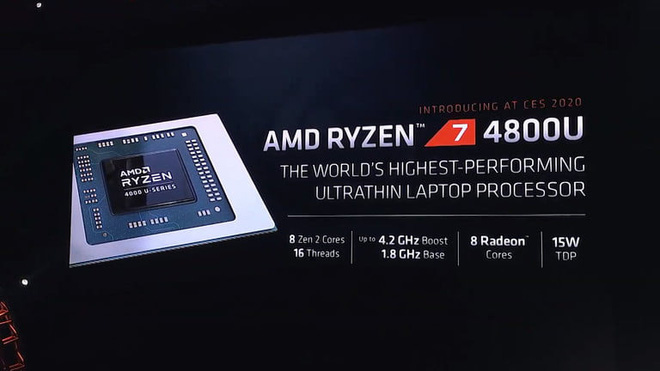 INTRODUCING AT CES 2020
AMD RYZEN™ 7 4800U
THE WORLD'S HIGHEST-PERFORMING
ULTRATHIN LAPTOP PROCESSOR
AMD
RYZEN
4000 U-SERIES
8 Zen 2 Cores
16 Threads
Up to 4.2 GHz Boost
1.8 GHz Base
8 Radeon™
Cores
15W
TDP